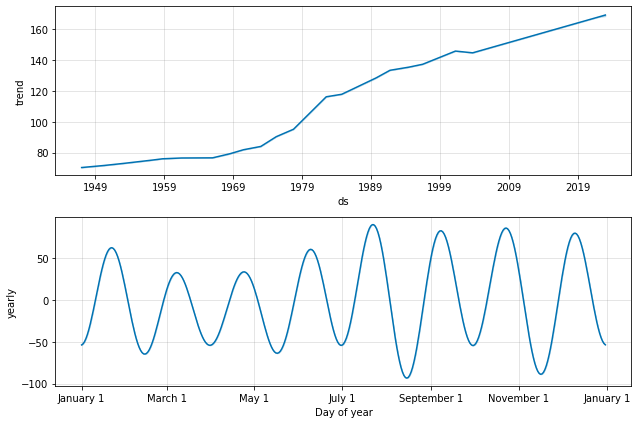 160
140
120
100
80
trend
1949 1959 1969 1979 1989 1999 2009 2019
ds
50
0
−50
−100
yearly
January 1 March 1 May 1 July 1 September 1 November 1 January 1
Day of year